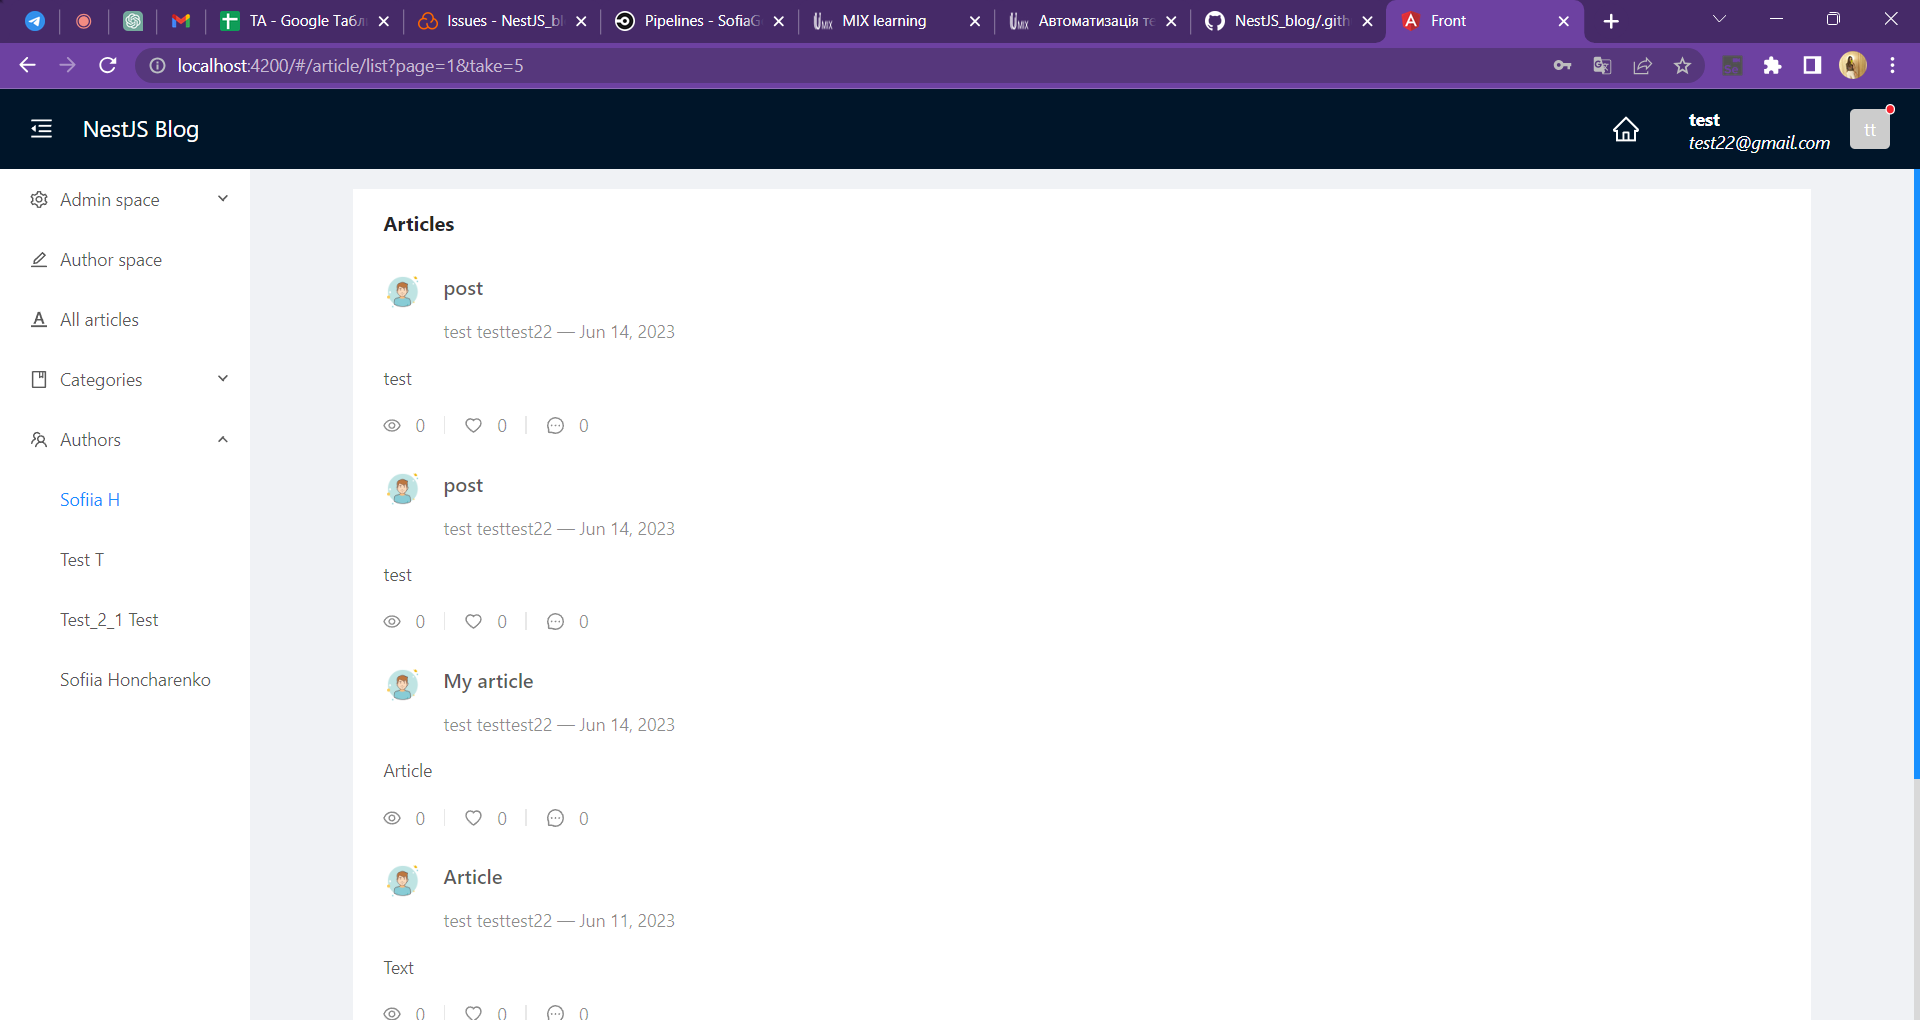 TA - Google Табл
Issues - NestJS_bl
Pipelines - SofiaG
MIX learning
Автоматизація те
NestJS_blog/.gith
Front
localhost:4200/#/article/list?page=1&take=5
NestJS Blog
test
test22@gmail.com
tt
Admin space
Author space
All articles
Categories
Authors
Sofiia H
Test T
Test_2_1 Test
Sofiia Honcharenko
Articles
post
test testtest22 — Jun 14, 2023
test
0 0 0
post
test testtest22 — Jun 14, 2023
test
0 0 0
My article
test testtest22 — Jun 14, 2023
Article
0 0 0
Article
test testtest22 — Jun 11, 2023
Text
0 0 0